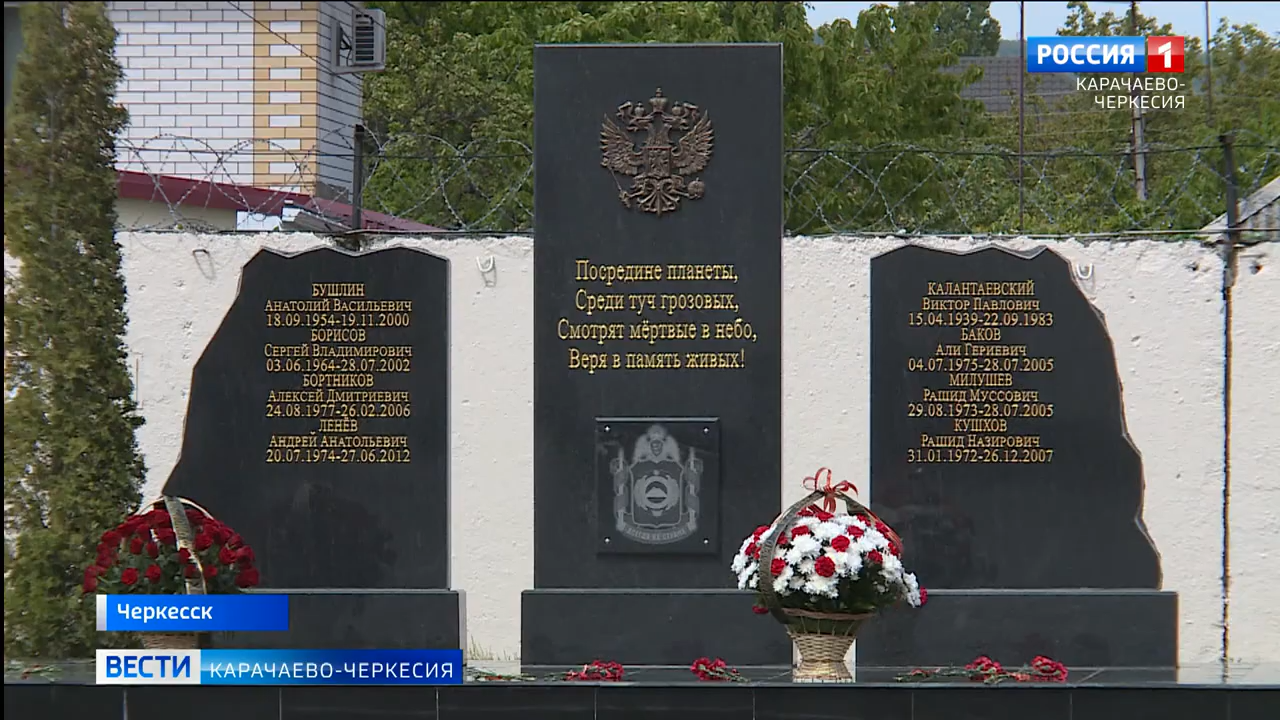 РОССИЯ 1
КАРАЧАЕВО-
ЧЕРКЕСИЯ
БУШЛИН
АНАТОЛИЙ ВАСИЛЬЕВИЧ
18.09.1954-19.11.2000
БОРИСОВ
СЕРГЕЙ ВЛАДИМИРОВИЧ
03.06.1964-28.07.2002
БОРТНИКОВ
АЛЕКСЕЙ ДМИТРИЕВИЧ
24.08.1977-26.02.2006
ЛЕНЁВ
АНДРЕЙ АНАТОЛЬЕВИЧ
20.07.1974-27.06.2012
Посредине планеты,
Среди туч грозовых,
Смотрят мёртвые в небо,
Веря в память живых!
КАЛАНТАЕВСКИЙ
ВИКТОР ПАВЛОВИЧ
15.04.1939-22.09.1983
БАКОВ
АЛИ ГЕРИЕВИЧ
04.07.1975-28.07.2005
МИЛУШЕВ
РАШИД МУССОВИЧ
29.08.1973-28.07.2005
КУШХОВ
РАШИД НАЗИРОВИЧ
31.01.1972-26.12.2007
Черкесск
ВЕСТИ КАРАЧАЕВО-ЧЕРКЕСИЯ